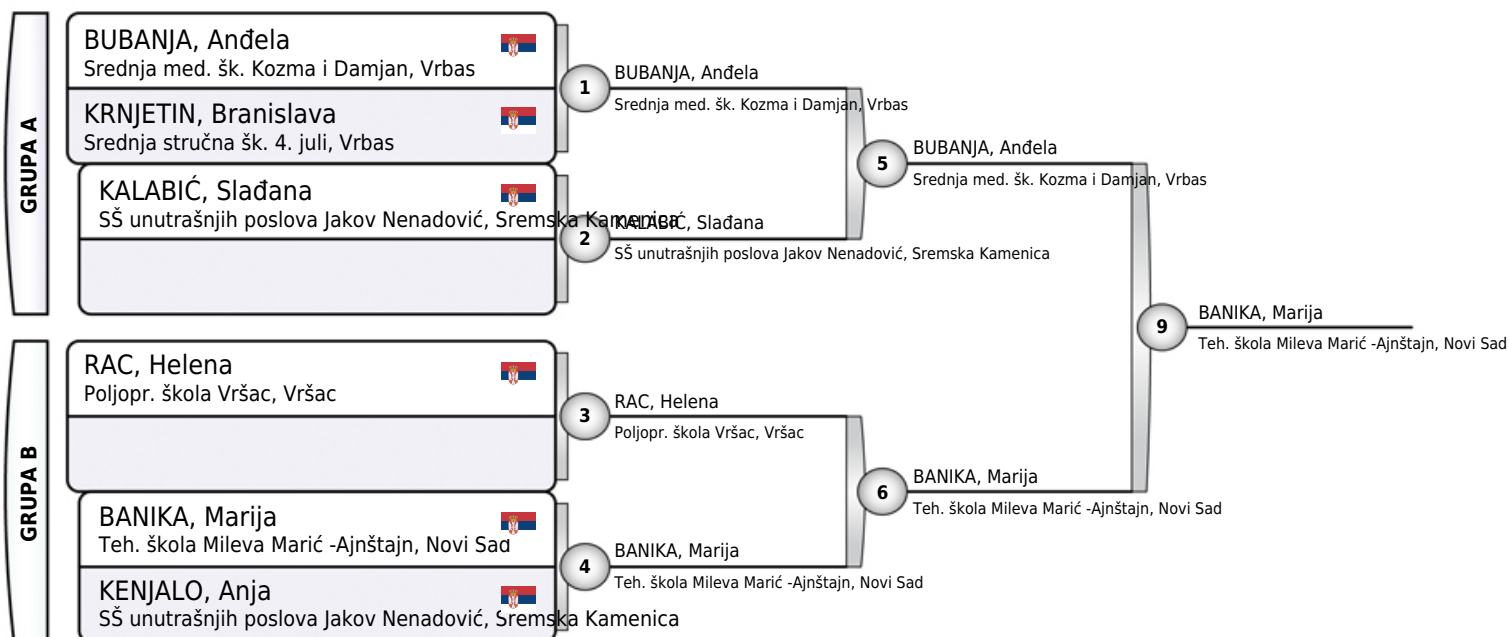 GRUPA A
BUBANJA, Anđela
Srednja med. šk. Kozma i Damjan, Vrbas
KRNJETIN, Branislava
Srednja stručna šk. 4. juli, Vrbas
KALABIĆ, Slađana
SŠ unutrašnjih poslova Jakov Nenadović, Sremska Kamenica
GRUPA B
RAC, Helena
Poljopr. škola Vršac, Vršac
BANIKA, Marija
Teh. škola Mileva Marić -Ajnštajn, Novi Sad
KENJALO, Anja
SŠ unutrašnjih poslova Jakov Nenadović, Sremska Kamenica
1
BUBANJA, Anđela
Srednja med. šk. Kozma i Damjan, Vrbas
2
KALABIĆ, Slađana
SŠ unutrašnjih poslova Jakov Nenadović, Sremska Kamenica
3
RAC, Helena
Poljopr. škola Vršac, Vršac
4
BANIKA, Marija
Teh. škola Mileva Marić -Ajnštajn, Novi Sad
5
BUBANJA, Anđela
Srednja med. šk. Kozma i Damjan, Vrbas
6
BANIKA, Marija
Teh. škola Mileva Marić -Ajnštajn, Novi Sad
9
BANIKA, Marija
Teh. škola Mileva Marić -Ajnštajn, Novi Sad